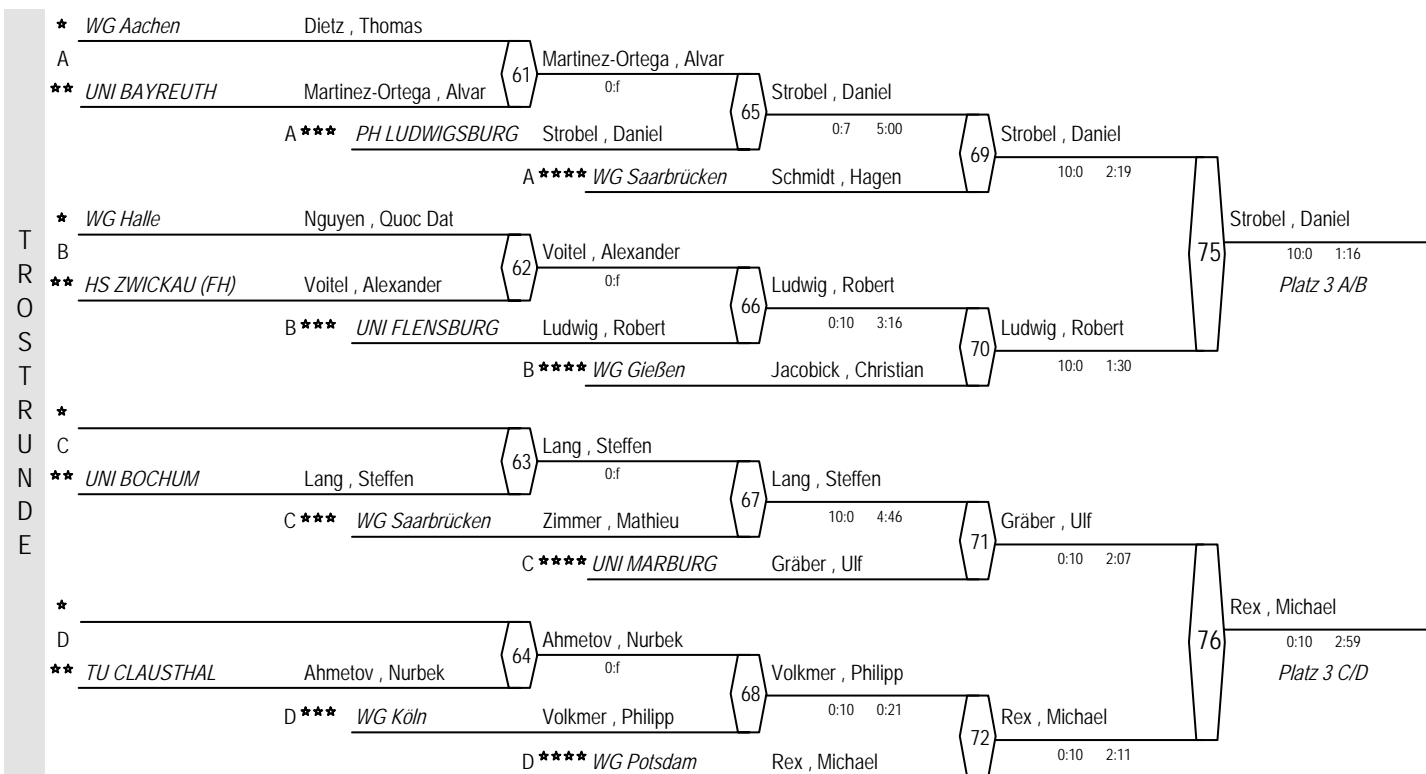 TROSTRUNDE
* WG Aachen Dietz , Thomas
A
61 Martinez-Ortega , Alvar
0:f
** UNI BAYREUTH Martinez-Ortega , Alvar
65 Strobel , Daniel
0:7 5:00
A *** PH LUDWIGSBURG Strobel , Daniel
69 Strobel , Daniel
10:0 2:19
A **** WG Saarbrücken Schmidt , Hagen
* WG Halle Nguyen , Quoc Dat
B
62 Voitel , Alexander
0:f
** HS ZWICKAU (FH) Voitel , Alexander
66 Ludwig , Robert
0:10 3:16
B *** UNI FLENSBURG Ludwig , Robert
70 Ludwig , Robert
10:0 1:30
B **** WG Gießen Jacobick , Christian
75 Strobel , Daniel
10:0 1:16
Platz 3 A/B
*
C
63 Lang , Steffen
0:f
** UNI BOCHUM Lang , Steffen
67 Lang , Steffen
10:0 4:46
C *** WG Saarbrücken Zimmer , Mathieu
71 Gräber , Ulf
0:10 2:07
C **** UNI MARBURG Gräber , Ulf
*
D
64 Ahmetov , Nurbek
0:f
** TU CLAUSTHAL Ahmetov , Nurbek
68 Volkmer , Philipp
0:10 0:21
D *** WG Köln Volkmer , Philipp
72 Rex , Michael
0:10 2:11
D **** WG Potsdam Rex , Michael
76 Rex , Michael
0:10 2:59
Platz 3 C/D